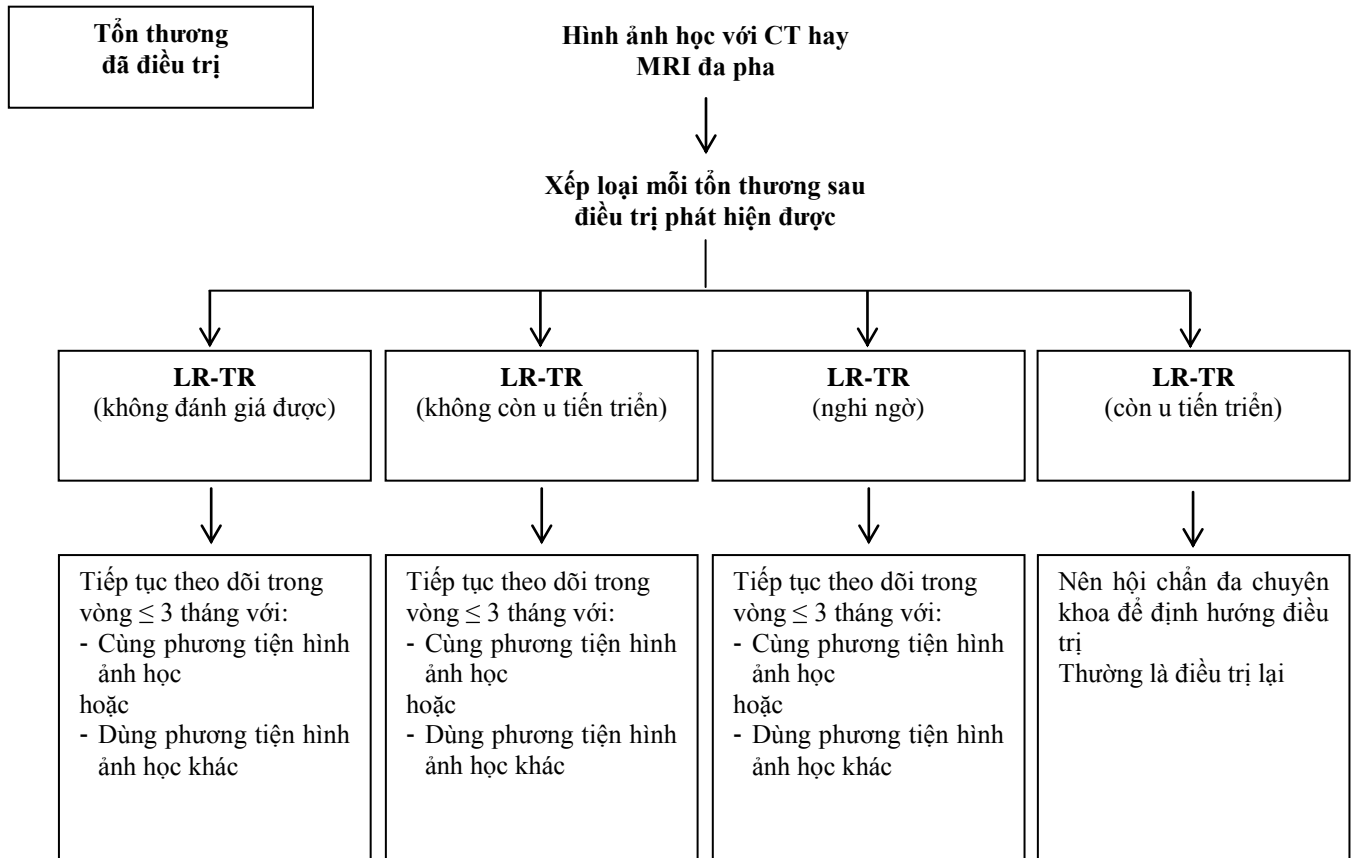 Tổn thương
đã điều trị
Hình ảnh học với CT hay
MRI đa pha
Xếp loại mỗi tổn thương sau
điều trị phát hiện được
LR-TR
(không đánh giá được)
LR-TR
(không còn u tiến triển)
LR-TR
(nghi ngờ)
LR-TR
(còn u tiến triển)
Tiếp tục theo dõi trong
vòng ≤ 3 tháng với:
- Cùng phương tiện hình
ảnh học
hoặc
- Dùng phương tiện hình
ảnh học khác
Tiếp tục theo dõi trong
vòng ≤ 3 tháng với:
- Cùng phương tiện hình
ảnh học
hoặc
- Dùng phương tiện hình
ảnh học khác
Tiếp tục theo dõi trong
vòng ≤ 3 tháng với:
- Cùng phương tiện hình
ảnh học
hoặc
- Dùng phương tiện hình
ảnh học khác
Nên hội chẩn đa chuyên
khoa để định hướng điều
trị
Thường là điều trị lại